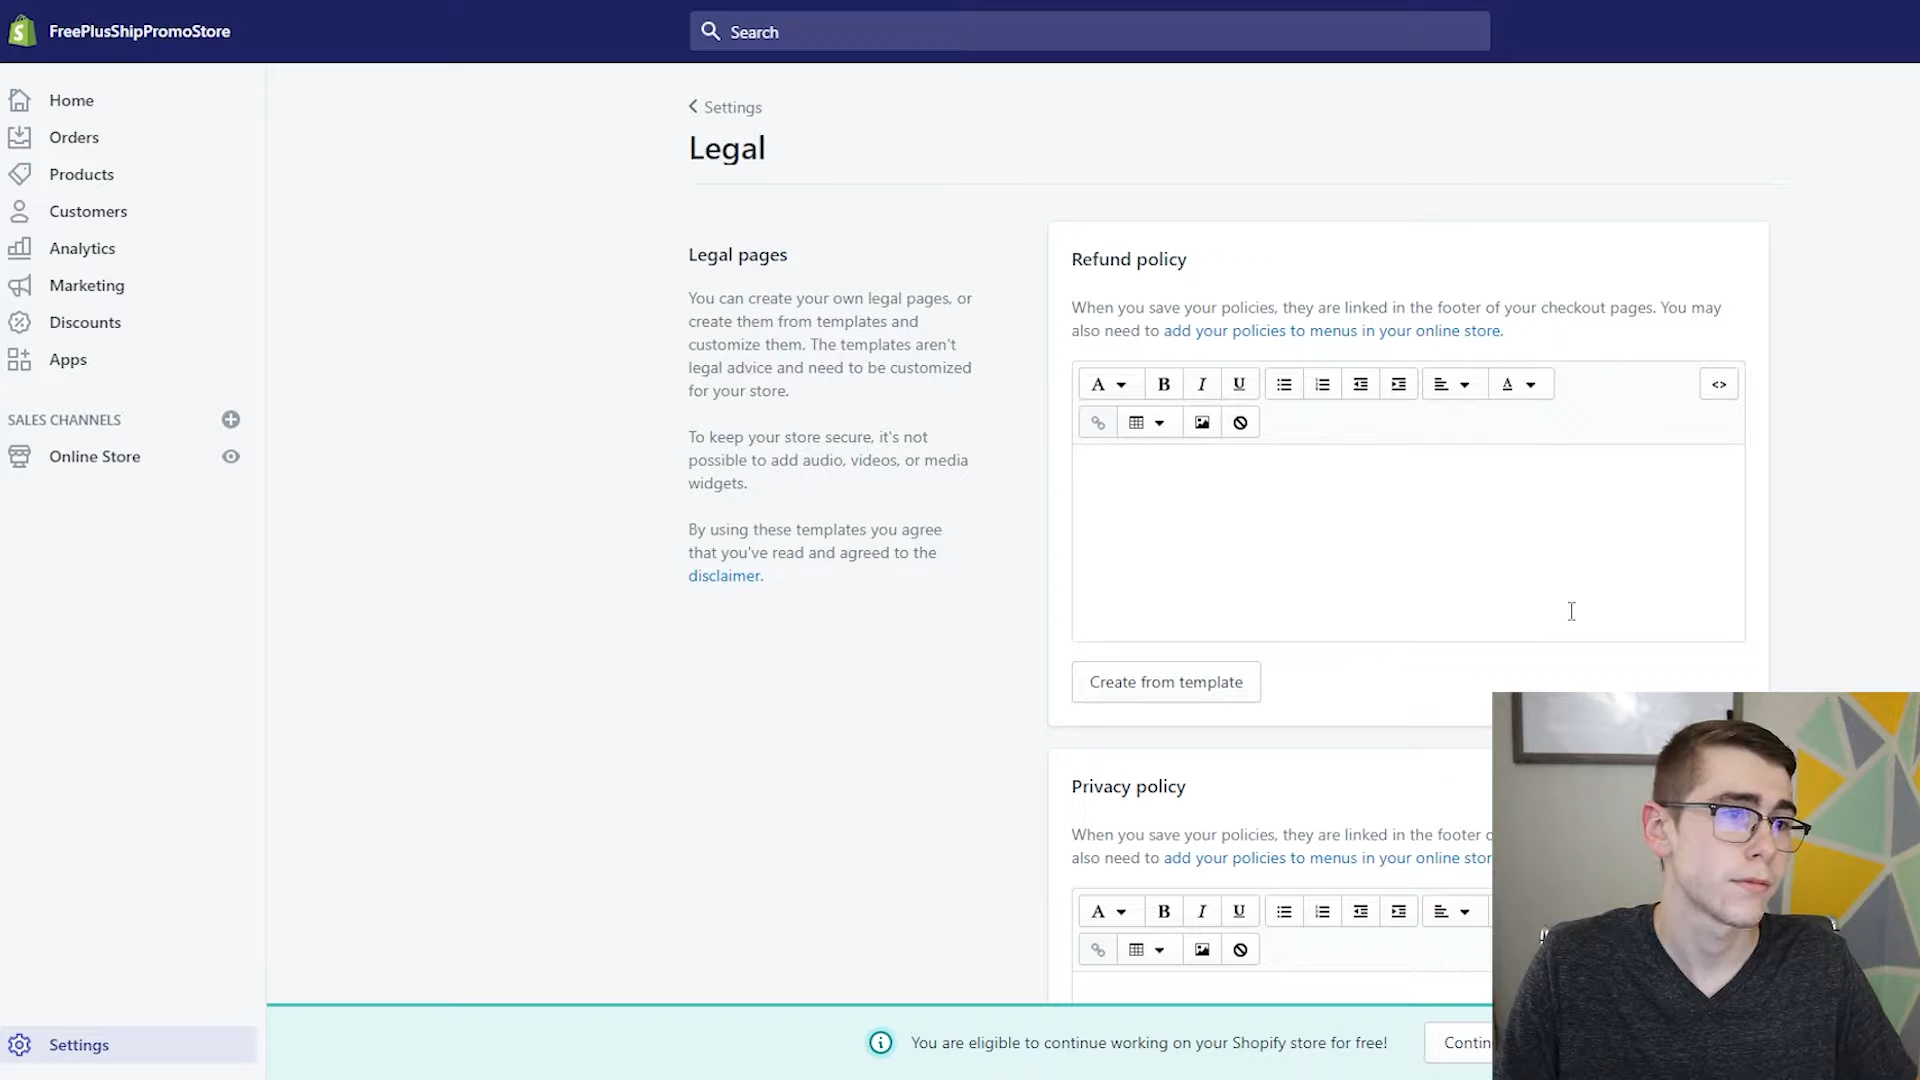 FreePlusShipPromoStore
Search
Home
Orders
Products
Customers
Analytics
Marketing
Discounts
Apps
SALES CHANNELS
Online Store
Settings
Settings
Legal
Legal pages
You can create your own legal pages, or
create them from templates and
customize them. The templates aren't
legal advice and need to be customized
for your store.
To keep your store secure, it's not
possible to add audio, videos, or media
widgets.
By using these templates you agree
that you've read and agreed to the
disclaimer.
Refund policy
When you save your policies, they are linked in the footer of your checkout pages. You may
also need to add your policies to menus in your online store.
A B I U A <>
Create from template
Privacy policy
When you save your policies, they are linked in the footer
also need to add your policies to menus in your online stor
A B I U
You are eligible to continue working on your Shopify store for free!
Contin